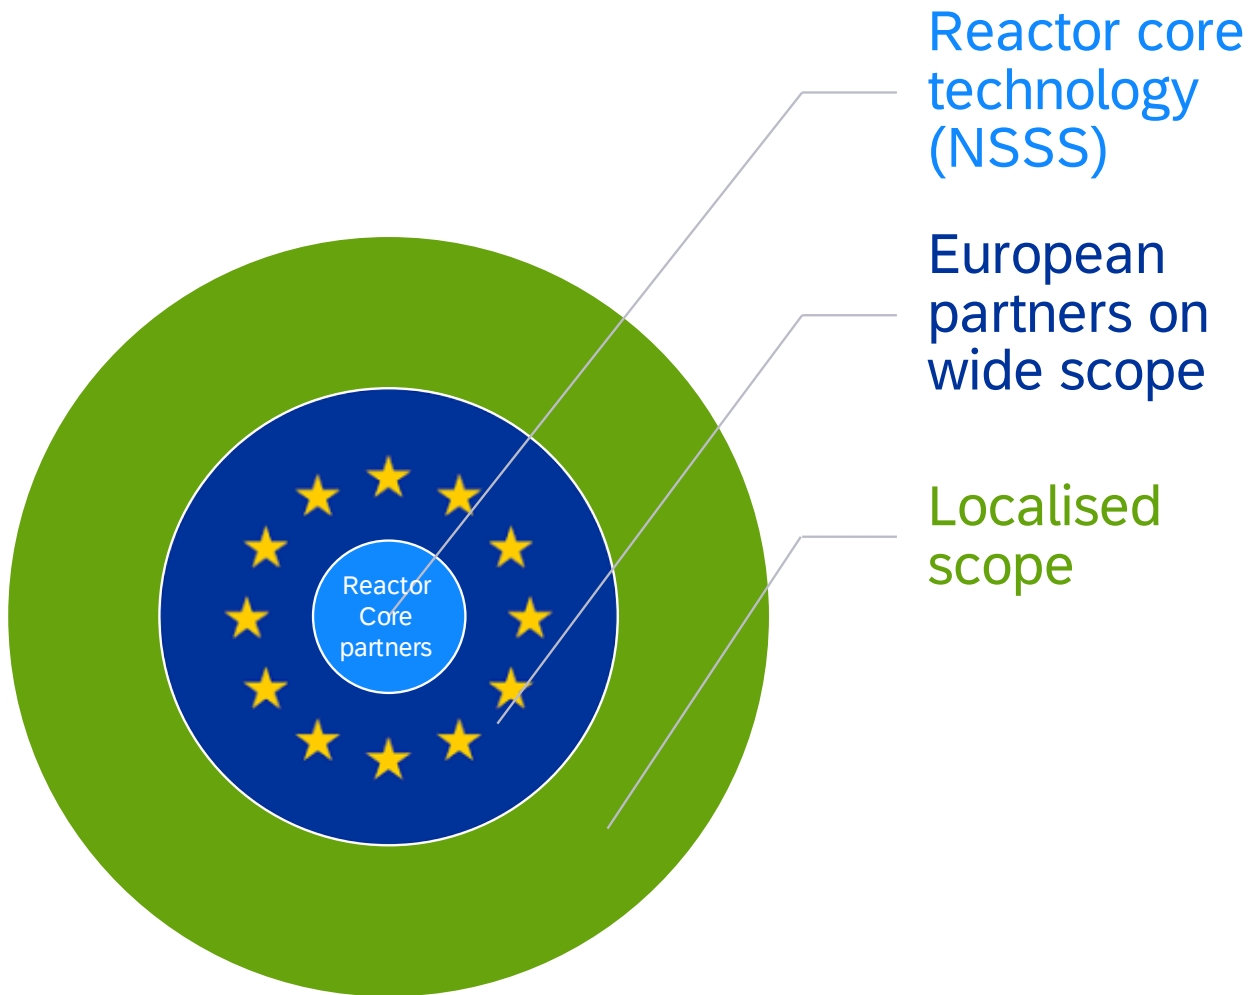 Reactor core
technology
(NSSS)
European
partners on
wide scope
Localised
scope
Reactor
Core
partners